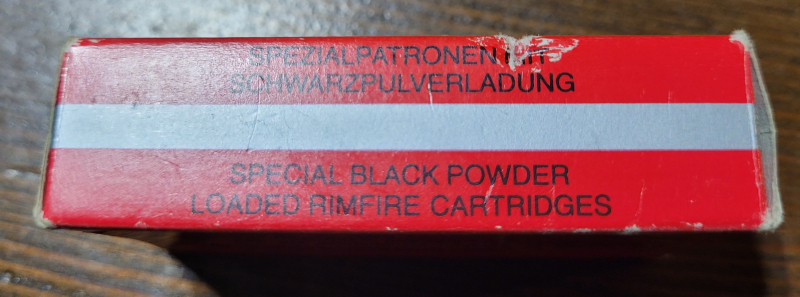 SPEZIALPATRONEN
SCHWARZPULVERLADUNG
SPECIAL BLACK POWDER
LOADED RIMFIRE CARTRIDGES